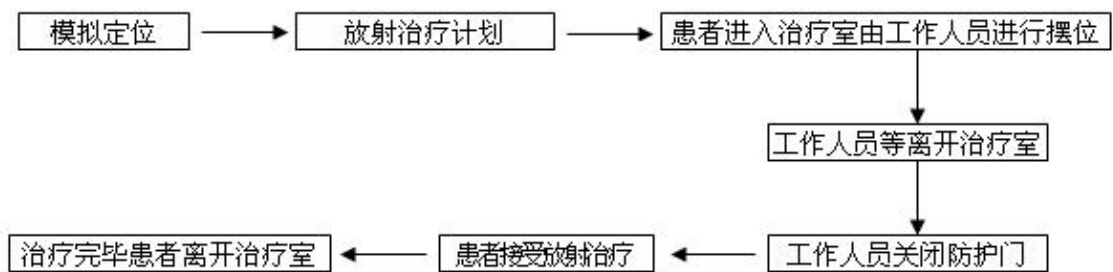 模拟定位
放射治疗计划
患者进入治疗室由工作人员进行摆位
工作人员等离开治疗室
工作人员关闭防护门
患者接受放射治疗
治疗完毕患者离开治疗室